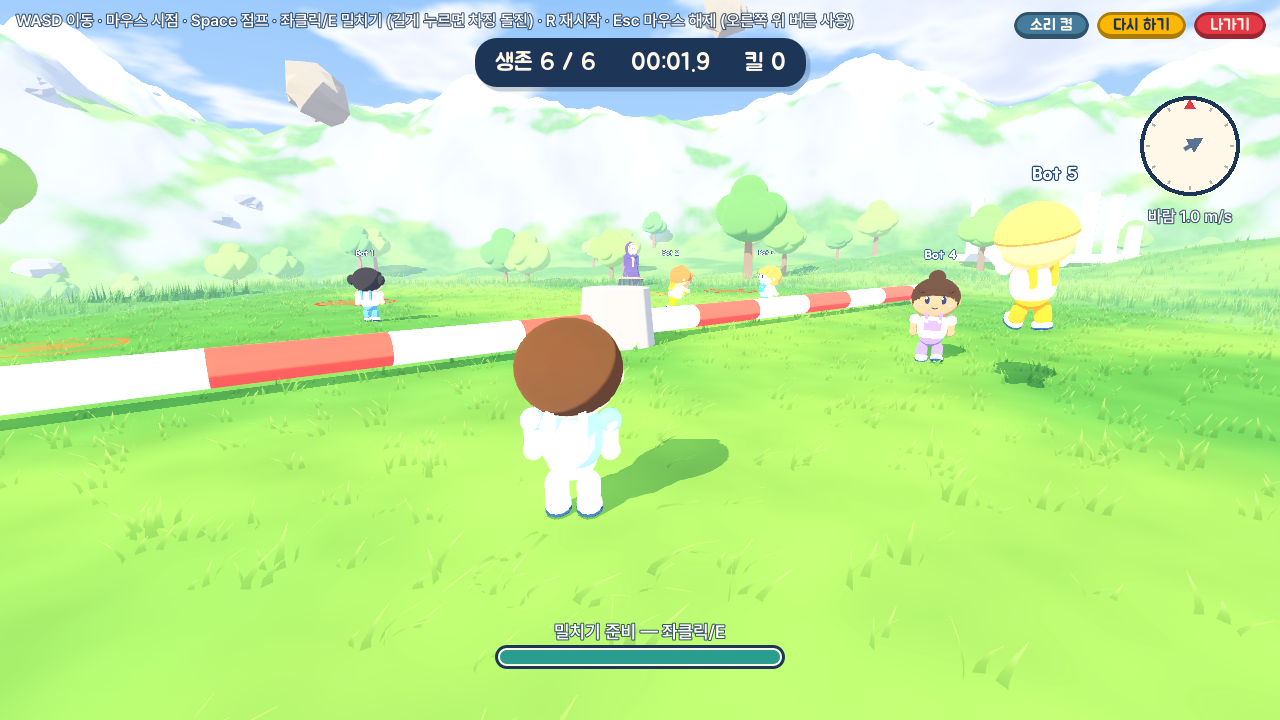 WASD 이동 · 마우스 시점 · Space 점프 · 좌클릭/E 밀치기 (길게 누르면 차징 돌진) · R 재시작 · Esc 마우스 해제 (오른쪽 위 버튼 사용)
소리 켬
다시 하기
나가기
생존 6 / 6 00:01.9 킬 0
바람 1.0 m/s
Bot 5
Bot 4
Bot 1
Bot 2
밀치기 준비 — 좌클릭/E